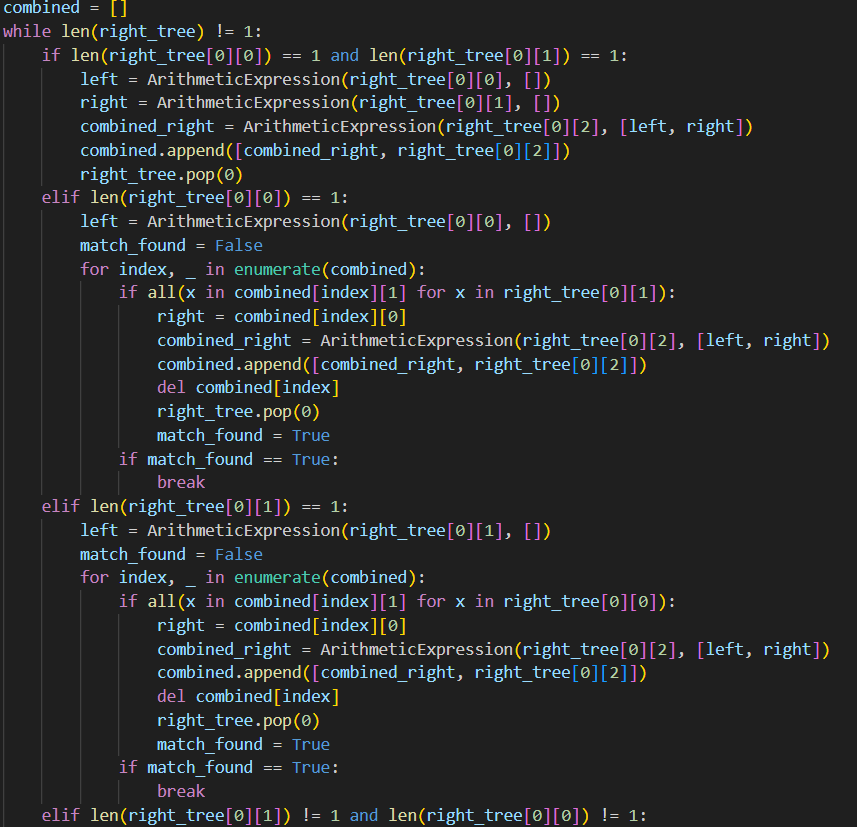 combined = []
while len(right_tree) != 1:
    if len(right_tree[0][0]) == 1 and len(right_tree[0][1]) == 1:
        left = ArithmeticExpression(right_tree[0][0], [])
        right = ArithmeticExpression(right_tree[0][1], [])
        combined_right = ArithmeticExpression(right_tree[0][2], [left, right])
        combined.append([combined_right, right_tree[0][2]])
        right_tree.pop(0)
    elif len(right_tree[0][0]) == 1:
        left = ArithmeticExpression(right_tree[0][0], [])
        match_found = False
        for index, _ in enumerate(combined):
            if all(x in combined[index][1] for x in right_tree[0][1]):
                right = combined[index][0]
                combined_right = ArithmeticExpression(right_tree[0][2], [left, right])
                combined.append([combined_right, right_tree[0][2]])
                del combined[index]
                right_tree.pop(0)
                match_found = True
            if match_found == True:
                break
    elif len(right_tree[0][1]) == 1:
        left = ArithmeticExpression(right_tree[0][1], [])
        match_found = False
        for index, _ in enumerate(combined):
            if all(x in combined[index][1] for x in right_tree[0][0]):
                right = combined[index][0]
                combined_right = ArithmeticExpression(right_tree[0][2], [left, right])
                combined.append([combined_right, right_tree[0][2]])
                del combined[index]
                right_tree.pop(0)
                match_found = True
            if match_found == True:
                break
    elif len(right_tree[0][1]) != 1 and len(right_tree[0][0]) != 1: